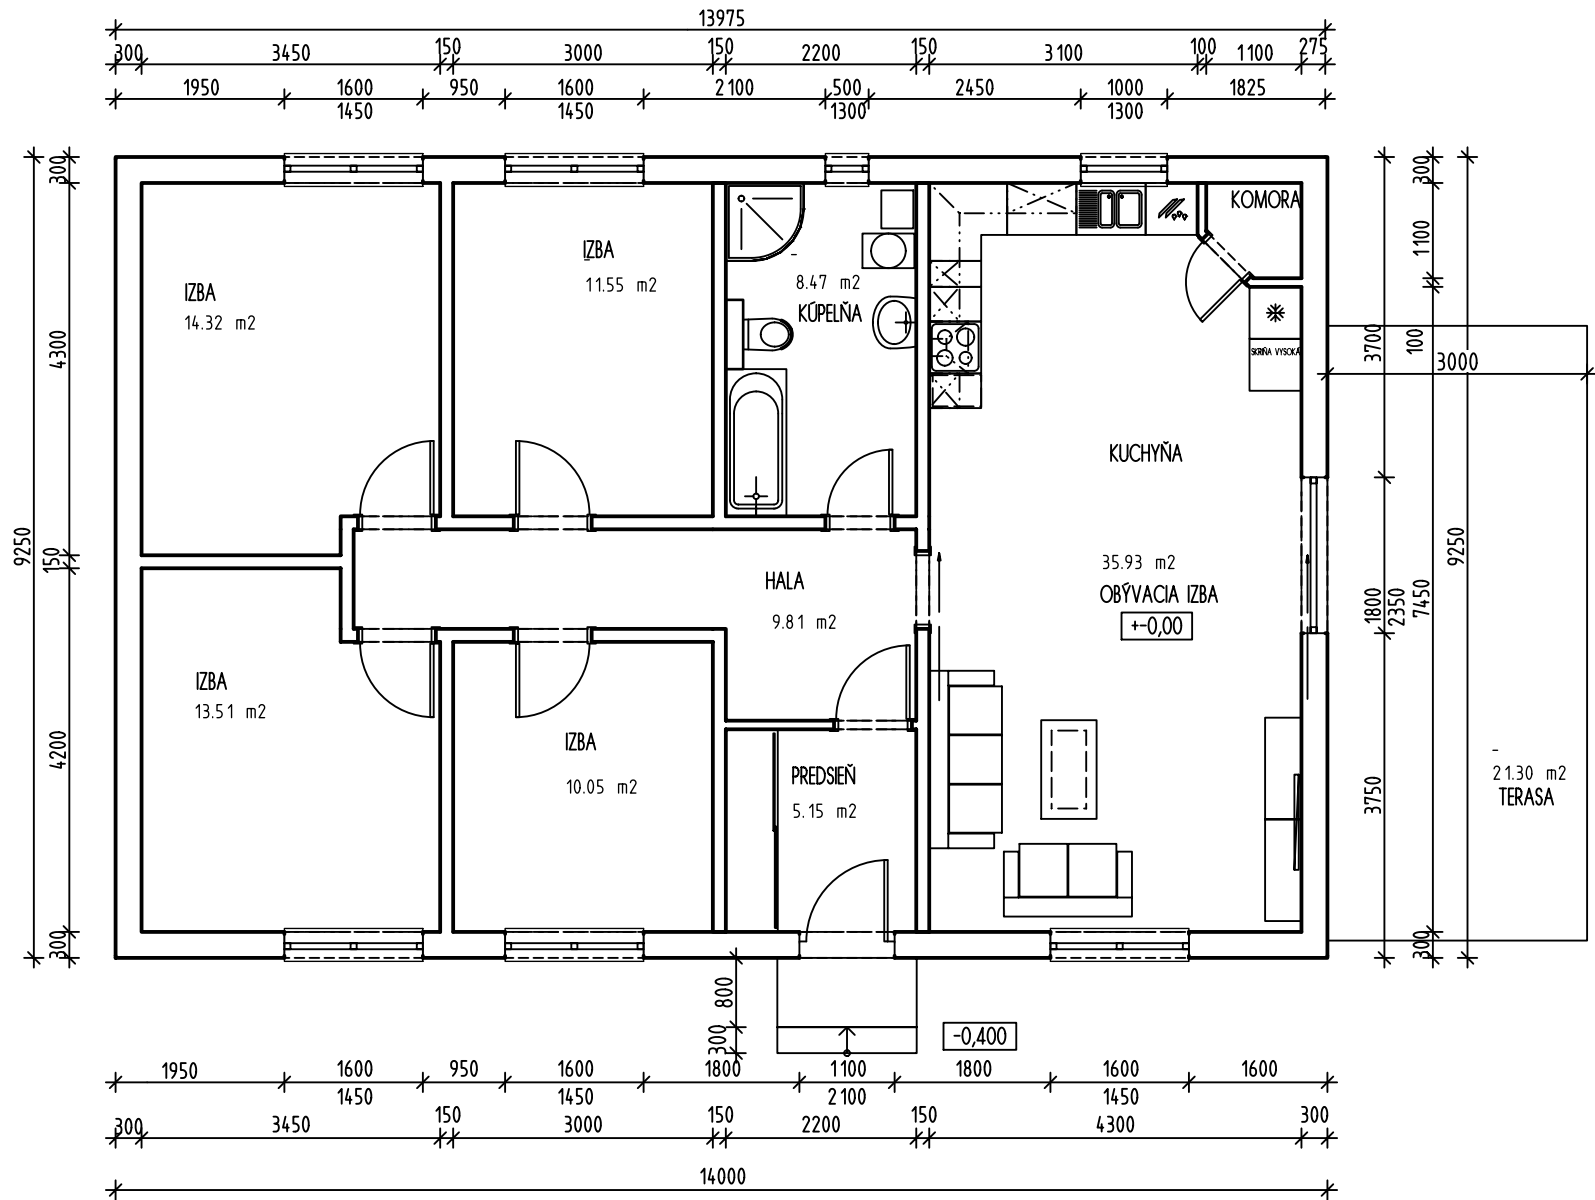 13975
300 3450 150 3000 150 2200 150 3100 100 1100 275
1950 1600 950 1600 2100 500 2450 1000 1825
1450 1450 1300 1300
9250
300
4300
150
4200
300
IZBA
14.32 m2
IZBA
11.55 m2
8.47 m2
KÚPELŇA
KOMORA
SKRIŇA VYSOKÁ
KUCHYŇA
35.93 m2
OBÝVACIA IZBA
+-0,00
HALA
9.81 m2
IZBA
13.51 m2
IZBA
10.05 m2
PREDSIEŇ
5.15 m2
3700
1800
2350
3750
300
1100
100
7450
300
9250
3000
21.30 m2
TERASA
800
300
-0,400
1950 1600 950 1600 1800 1100 1800 1600 1600
1450 1450 2100 1450
300 3450 150 3000 150 2200 150 4300 300
14000